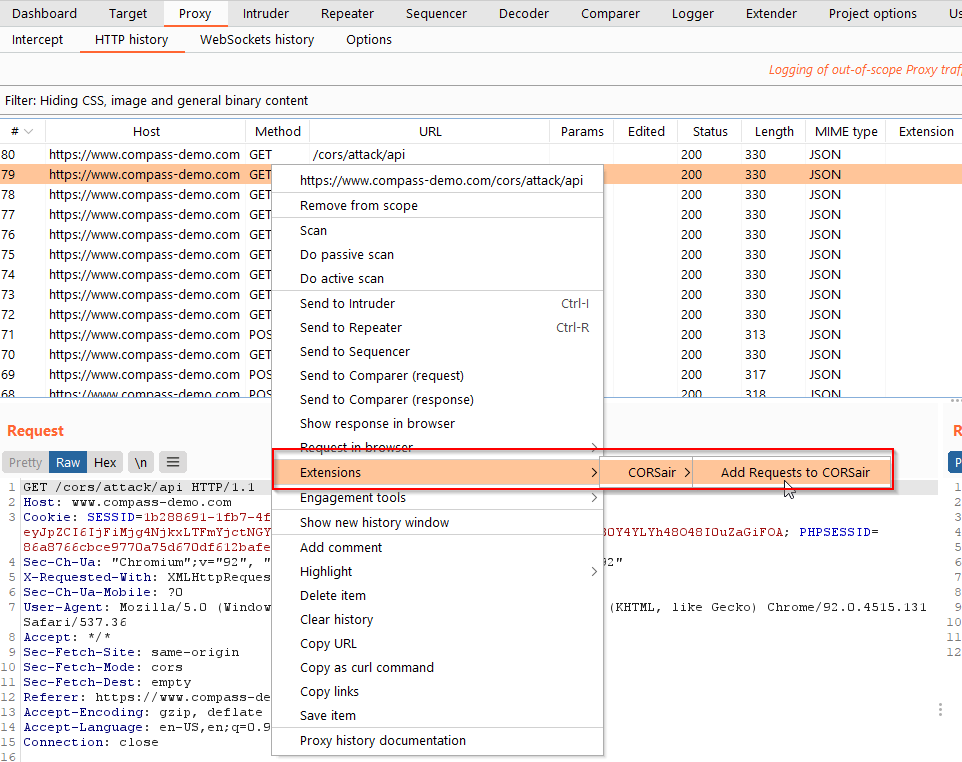 Dashboard Target Proxy Intruder Repeater Sequencer Decoder Comparer Logger Extender Project options
Intercept HTTP history WebSockets history Options
Logging of out-of-scope Proxy
Filter: Hiding CSS, image and general binary content
# Host Method URL Params Edited Status Length MIME type Extension
80 https://www.compass-demo.com GET /cors/attack/api 200 330 JSON
79 https://www.compass-demo.com GET 200 330 JSON
78 https://www.compass-demo.com GET 200 330 JSON
77 https://www.compass-demo.com GET 200 330 JSON
76 https://www.compass-demo.com GET 200 330 JSON
75 https://www.compass-demo.com GET 200 330 JSON
74 https://www.compass-demo.com GET 200 330 JSON
73 https://www.compass-demo.com GET 200 330 JSON
72 https://www.compass-demo.com GET 200 330 JSON
71 https://www.compass-demo.com POS 200 313 JSON
70 https://www.compass-demo.com GET 200 330 JSON
69 https://www.compass-demo.com POS 200 317 JSON
68 https://www.compass-demo.com POS 200 318 JSON
https://www.compass-demo.com/cors/attack/api
Remove from scope
Scan
Do passive scan
Do active scan
Send to Intruder Ctrl-I
Send to Repeater Ctrl-R
Send to Sequencer
Send to Comparer (request)
Send to Comparer (response)
Show response in browser
Request in browser
Extensions CORSair Add Requests to CORSair
Engagement tools
Show new history window
Add comment
Highlight
Delete item
Clear history
Copy URL
Copy as curl command
Copy links
Save item
Proxy history documentation
Request
Pretty Raw Hex \n
1 GET /cors/attack/api HTTP/1.1
2 Host: www.compass-demo.com
3 Cookie: SESSID=1b288691-1fb7-4f
eyJpZCI6IjFiMjg4NjkxLTFmYjctNGY 0Y4YLYh48O48I0uZaGiFOA; PHPSESSID=
86a8766cbce9770a75d670df612bafe
4 Sec-Ch-Ua: "Chromium";v="92", " 92"
5 X-Requested-With: XMLHttpReques
6 Sec-Ch-Ua-Mobile: ?0
7 User-Agent: Mozilla/5.0 (Window (KHTML, like Gecko) Chrome/92.0.4515.131
Safari/537.36
8 Accept: */*
9 Sec-Fetch-Site: same-origin
10 Sec-Fetch-Mode: cors
11 Sec-Fetch-Dest: empty
12 Referer: https://www.compass-de
13 Accept-Encoding: gzip, deflate
14 Accept-Language: en-US,en;q=0.9
15 Connection: close
16
1
2
3
4
5
6
7
8
9
10
11
12